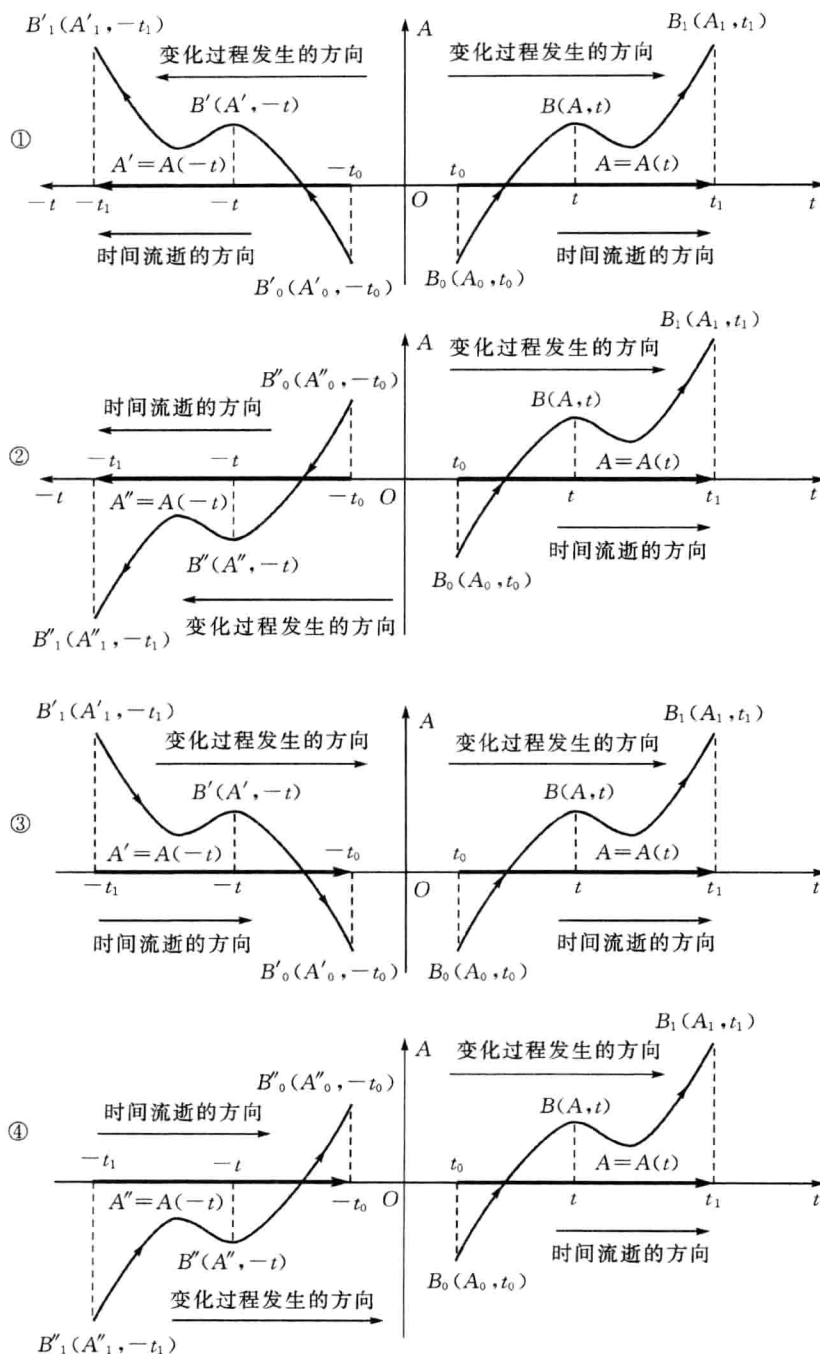 B′₁(A′₁,−t₁)
A
B₁(A₁,t₁)
变化过程发生的方向
变化过程发生的方向
B′(A′,−t)
B(A,t)
①
A′=A(−t)
−t₀
t₀
A=A(t)
−t
−t₁
−t
O
t
t₁
t
时间流逝的方向
时间流逝的方向
B′₀(A′₀,−t₀)
B₀(A₀,t₀)
A
B₁(A₁,t₁)
变化过程发生的方向
B″₀(A″₀,−t₀)
时间流逝的方向
B(A,t)
②
−t₁
−t
t₀
A=A(t)
−t
A″=A(−t)
−t₀
O
t
t₁
t
B″(A″,−t)
时间流逝的方向
B₀(A₀,t₀)
变化过程发生的方向
B″₁(A″₁,−t₁)
B′₁(A′₁,−t₁)
A
B₁(A₁,t₁)
变化过程发生的方向
变化过程发生的方向
B′(A′,−t)
B(A,t)
③
A′=A(−t)
−t₀
t₀
A=A(t)
−t₁
−t
O
t
t₁
t
时间流逝的方向
时间流逝的方向
B′₀(A′₀,−t₀)
B₀(A₀,t₀)
A
B₁(A₁,t₁)
变化过程发生的方向
B″₀(A″₀,−t₀)
时间流逝的方向
B(A,t)
④
−t₁
−t
t₀
A=A(t)
A″=A(−t)
−t₀
O
t
t₁
t
B″(A″,−t)
时间流逝的方向
B₀(A₀,t₀)
变化过程发生的方向
B″₁(A″₁,−t₁)